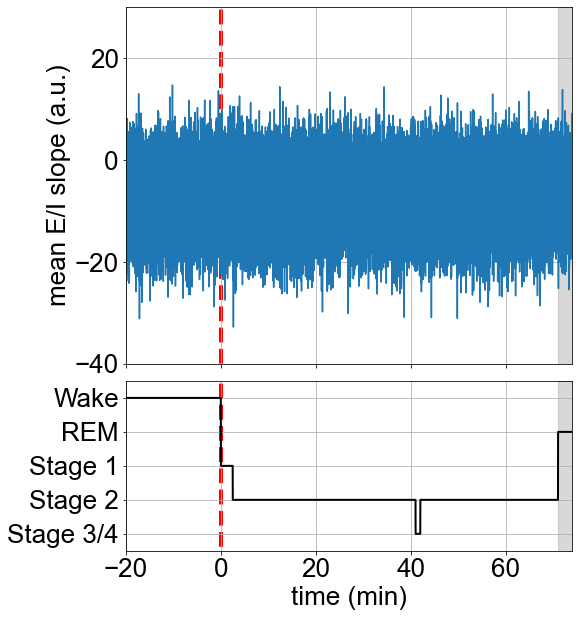 mean E/I slope (a.u.)
20
0
−20
−40
Wake
REM
Stage 1
Stage 2
Stage 3/4
−20 0 20 40 60
time (min)